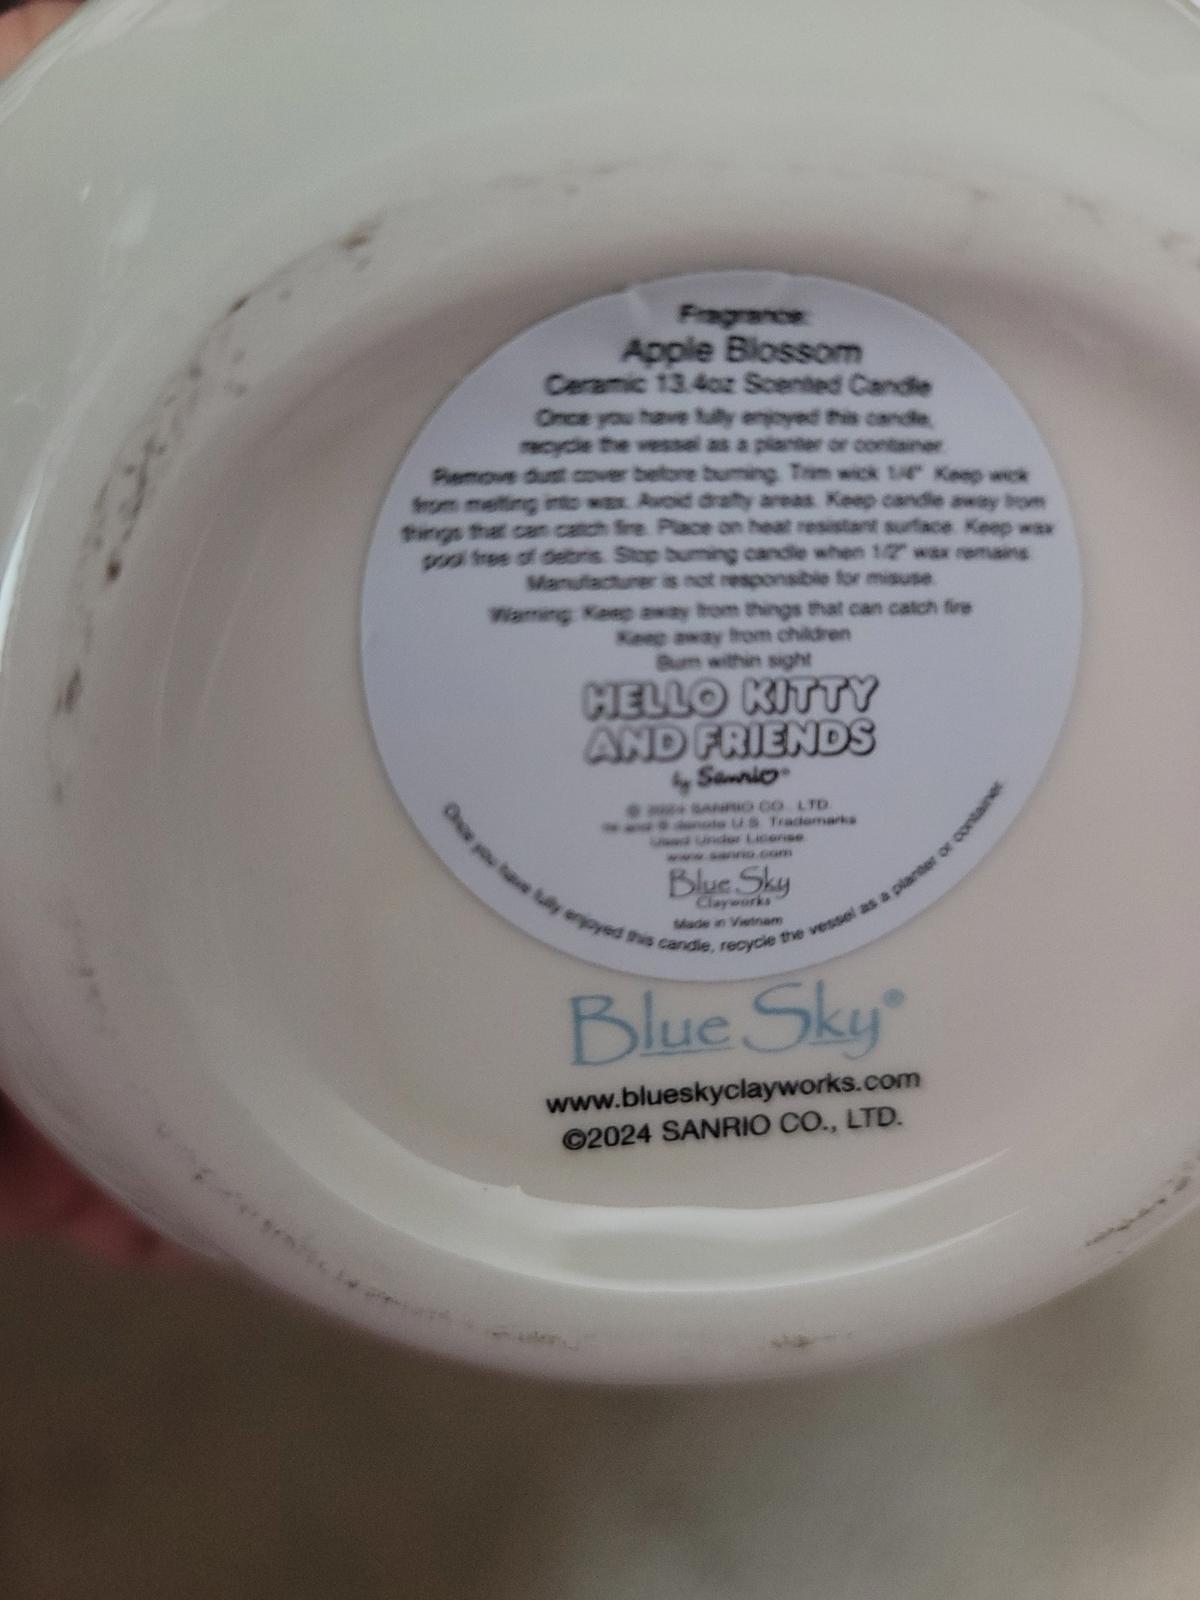 Fragrance:
Apple Blossom
Ceramic 13.4oz Scented Candle
Once you have fully enjoyed this candle,
recycle the vessel as a planter or container.
Remove dust cover before burning. Trim wick 1/4" Keep wick
from melting into wax. Avoid drafty areas. Keep candle away from
things that can catch fire. Place on heat resistant surface. Keep wax
pool free of debris. Stop burning candle when 1/2" wax remains.
Manufacturer is not responsible for misuse.
Warning: Keep away from things that can catch fire
Keep away from children
Burn within sight
HELLO KITTY
AND FRIENDS
by Sanrio®
© 2024 SANRIO CO., LTD.
™ and ® denote U.S. Trademarks
Used Under License.
www.sanrio.com
Blue Sky
Clayworks
Made in Vietnam
Once you have fully enjoyed this candle, recycle the vessel as a planter or container.
Blue Sky®
www.blueskyclayworks.com
©2024 SANRIO CO., LTD.